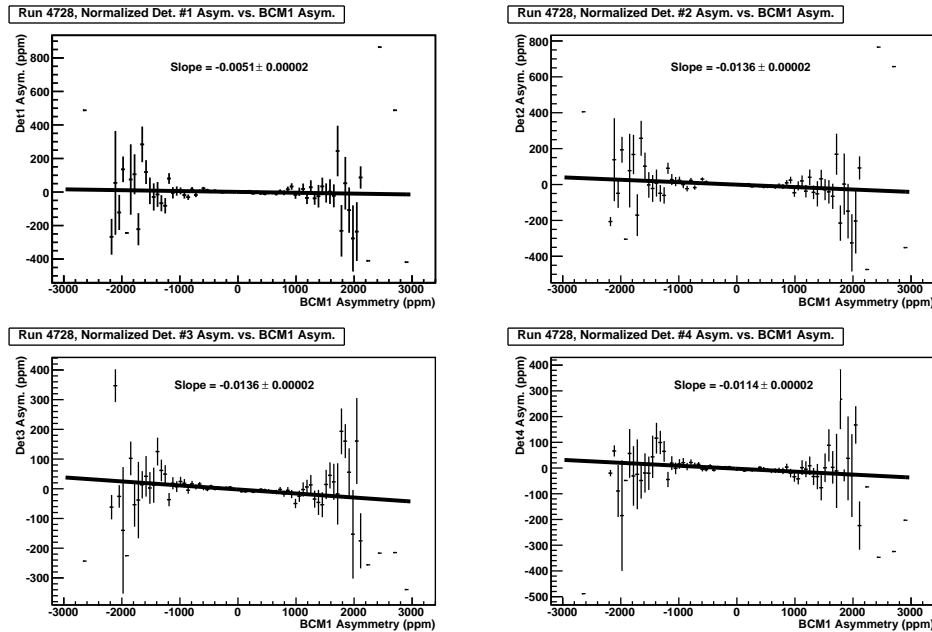 Run 4728, Normalized Det. #1 Asym. vs. BCM1 Asym.
Det1 Asym. (ppm)
Slope = -0.0051± 0.00002
800
600
400
200
0
-200
-400
-3000 -2000 -1000 0 1000 2000 3000
BCM1 Asymmetry (ppm)
Run 4728, Normalized Det. #2 Asym. vs. BCM1 Asym.
Det2 Asym. (ppm)
Slope = -0.0136 ± 0.00002
800
600
400
200
0
-200
-400
-3000 -2000 -1000 0 1000 2000 3000
BCM1 Asymmetry (ppm)
Run 4728, Normalized Det. #3 Asym. vs. BCM1 Asym.
Det3 Asym. (ppm)
Slope = -0.0136 ± 0.00002
400
300
200
100
0
-100
-200
-300
-3000 -2000 -1000 0 1000 2000 3000
BCM1 Asymmetry (ppm)
Run 4728, Normalized Det. #4 Asym. vs. BCM1 Asym.
Det4 Asym. (ppm)
Slope = -0.0114 ± 0.00002
400
300
200
100
0
-100
-200
-300
-400
-500
-3000 -2000 -1000 0 1000 2000 3000
BCM1 Asymmetry (ppm)